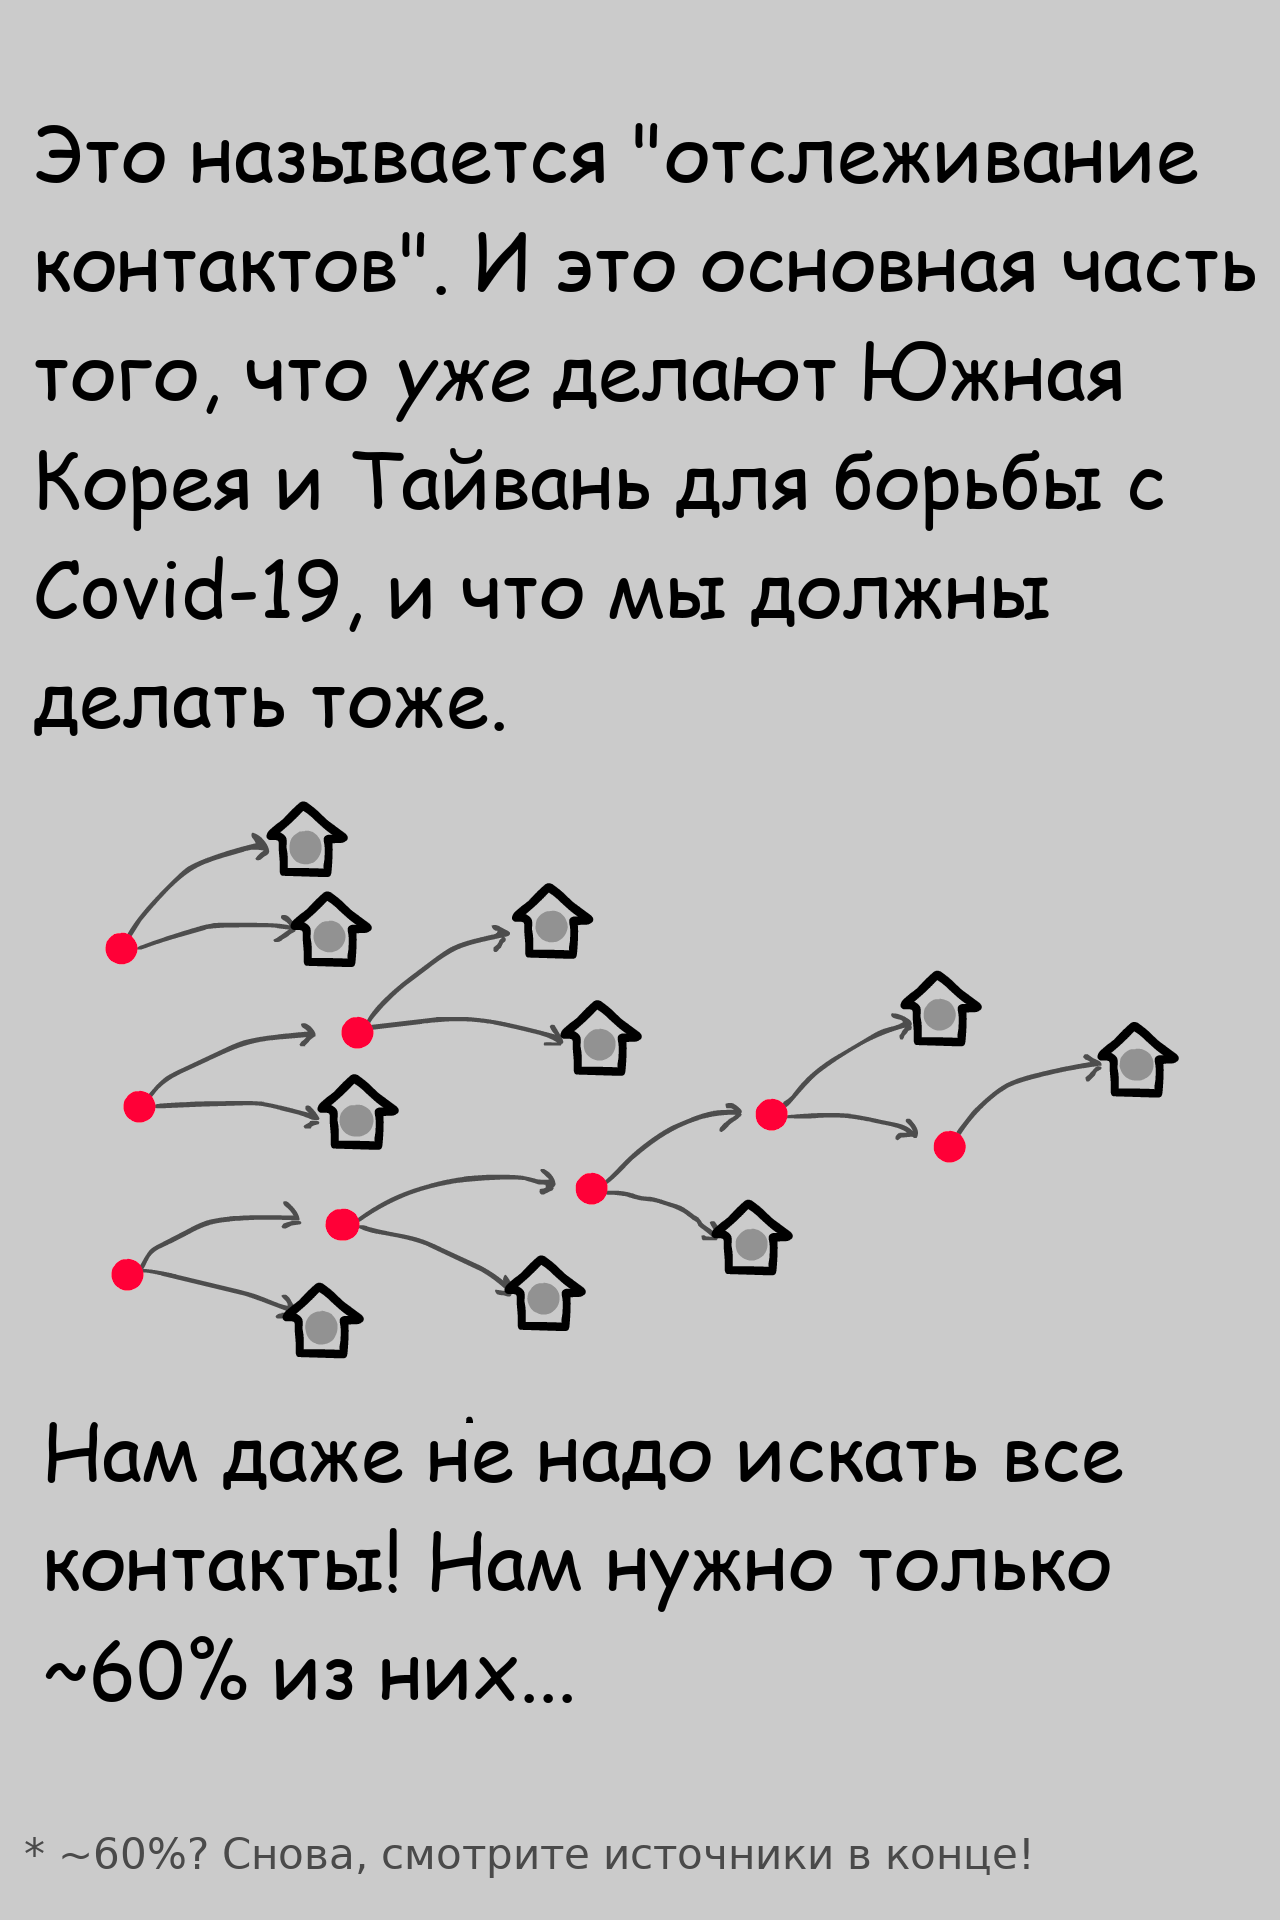 Это называется "отслеживание
контактов". И это основная часть
того, что уже делают Южная
Корея и Тайвань для борьбы с
Covid-19, и что мы должны
делать тоже.
Нам даже не надо искать все
контакты! Нам нужно только
~60% из них...
* ~60%? Снова, смотрите источники в конце!